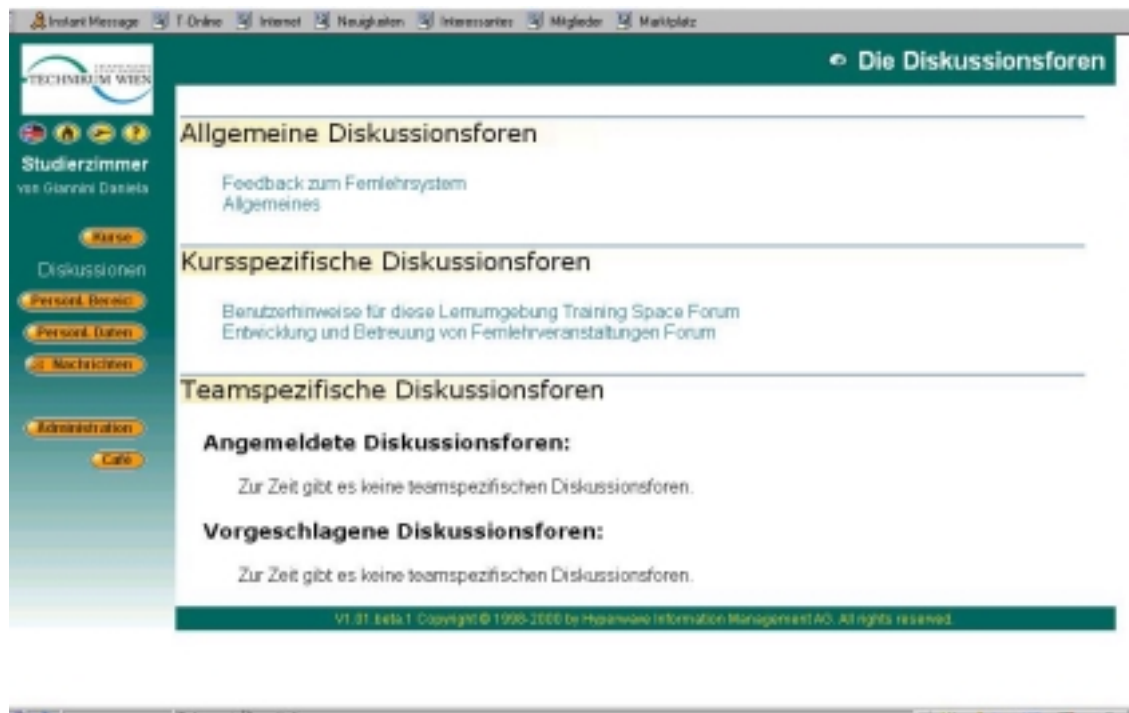 Instant Message T-Online Internet Neuigkeiten Interessantes Mitglieder Marktplatz
TECHNIKUM WIEN
Die Diskussionsforen
Studierzimmer
von Giannini Daniela
Kurse
Diskussionen
Persönl. Bereich
Persönl. Daten
Nachrichten
Administration
Café
Allgemeine Diskussionsforen
Feedback zum Fernlehrsystem
Allgemeines
Kursspezifische Diskussionsforen
Benutzerhinweise für diese Lernumgebung Training Space Forum
Entwicklung und Betreuung von Fernlehrveranstaltungen Forum
Teamspezifische Diskussionsforen
Angemeldete Diskussionsforen:
Zur Zeit gibt es keine teamspezifischen Diskussionsforen.
Vorgeschlagene Diskussionsforen:
Zur Zeit gibt es keine teamspezifischen Diskussionsforen.
V1.01.beta.1 Copyright © 1998-2000 by Hyperwave Information Management AG. All rights reserved.